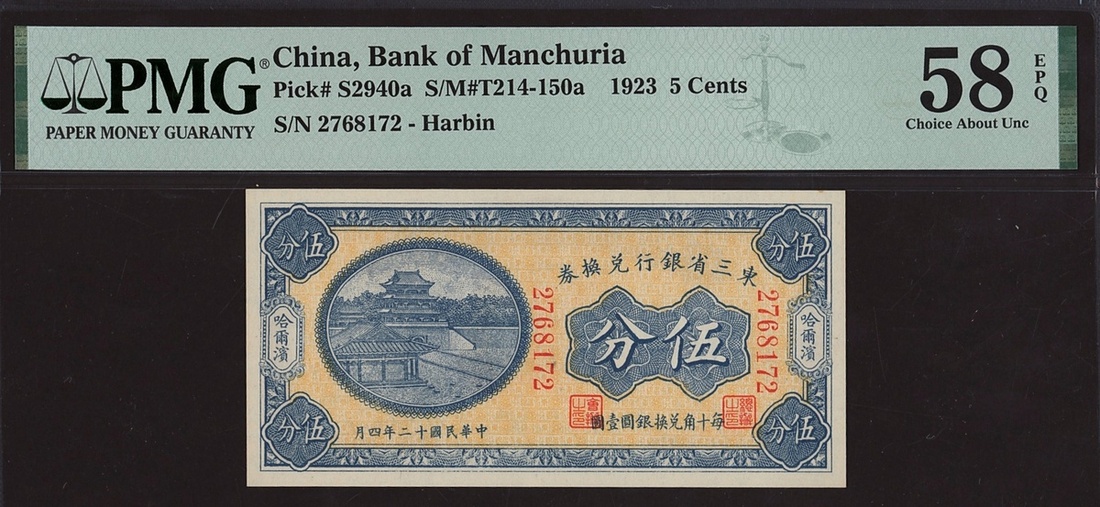 PMG®
PAPER MONEY GUARANTY
China, Bank of Manchuria
Pick# S2940a S/M#T214-150a 1923 5 Cents
S/N 2768172 - Harbin
58
EPQ
Choice About Unc
伍分
伍分
東三省銀行兌換券
2768172
2768172
哈爾濱
哈爾濱
伍分
每十角兌換銀圓壹圓
中華民國十二年四月
伍分
伍分